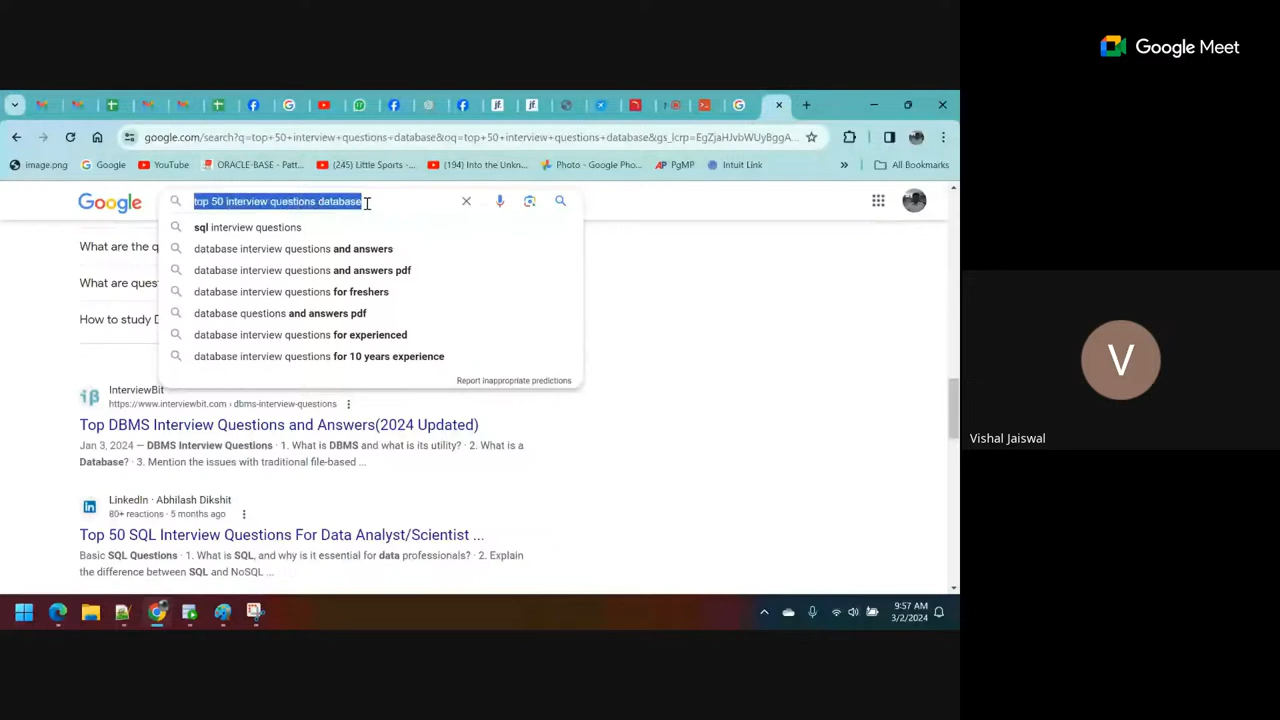 Google Meet
google.com/search?q=top+50+interview+questions+database&oq=top+50+interview+questions+database&gs_lcrp=EgZjaHJvbWUyBggA...
image.png
Google
YouTube
ORACLE-BASE - Patt...
(245) Little Sports -...
(194) Into the Unkn...
Photo - Google Pho...
PgMP
Intuit Link
»
All Bookmarks
Google
top 50 interview questions database
sql interview questions
What are the q
database interview questions and answers
database interview questions and answers pdf
What are ques
database interview questions for freshers
database questions and answers pdf
How to study D
database interview questions for experienced
database interview questions for 10 years experience
Report inappropriate predictions
InterviewBit
https://www.interviewbit.com › dbms-interview-questions
Top DBMS Interview Questions and Answers(2024 Updated)
Jan 3, 2024 — DBMS Interview Questions · 1. What is DBMS and what is its utility? · 2. What is a
Database? · 3. Mention the issues with traditional file-based ...
LinkedIn · Abhilash Dikshit
80+ reactions · 5 months ago
Top 50 SQL Interview Questions For Data Analyst/Scientist ...
Basic SQL Questions · 1. What is SQL, and why is it essential for data professionals? · 2. Explain
the difference between SQL and NoSQL ...
9:57 AM
3/2/2024
V
Vishal Jaiswal